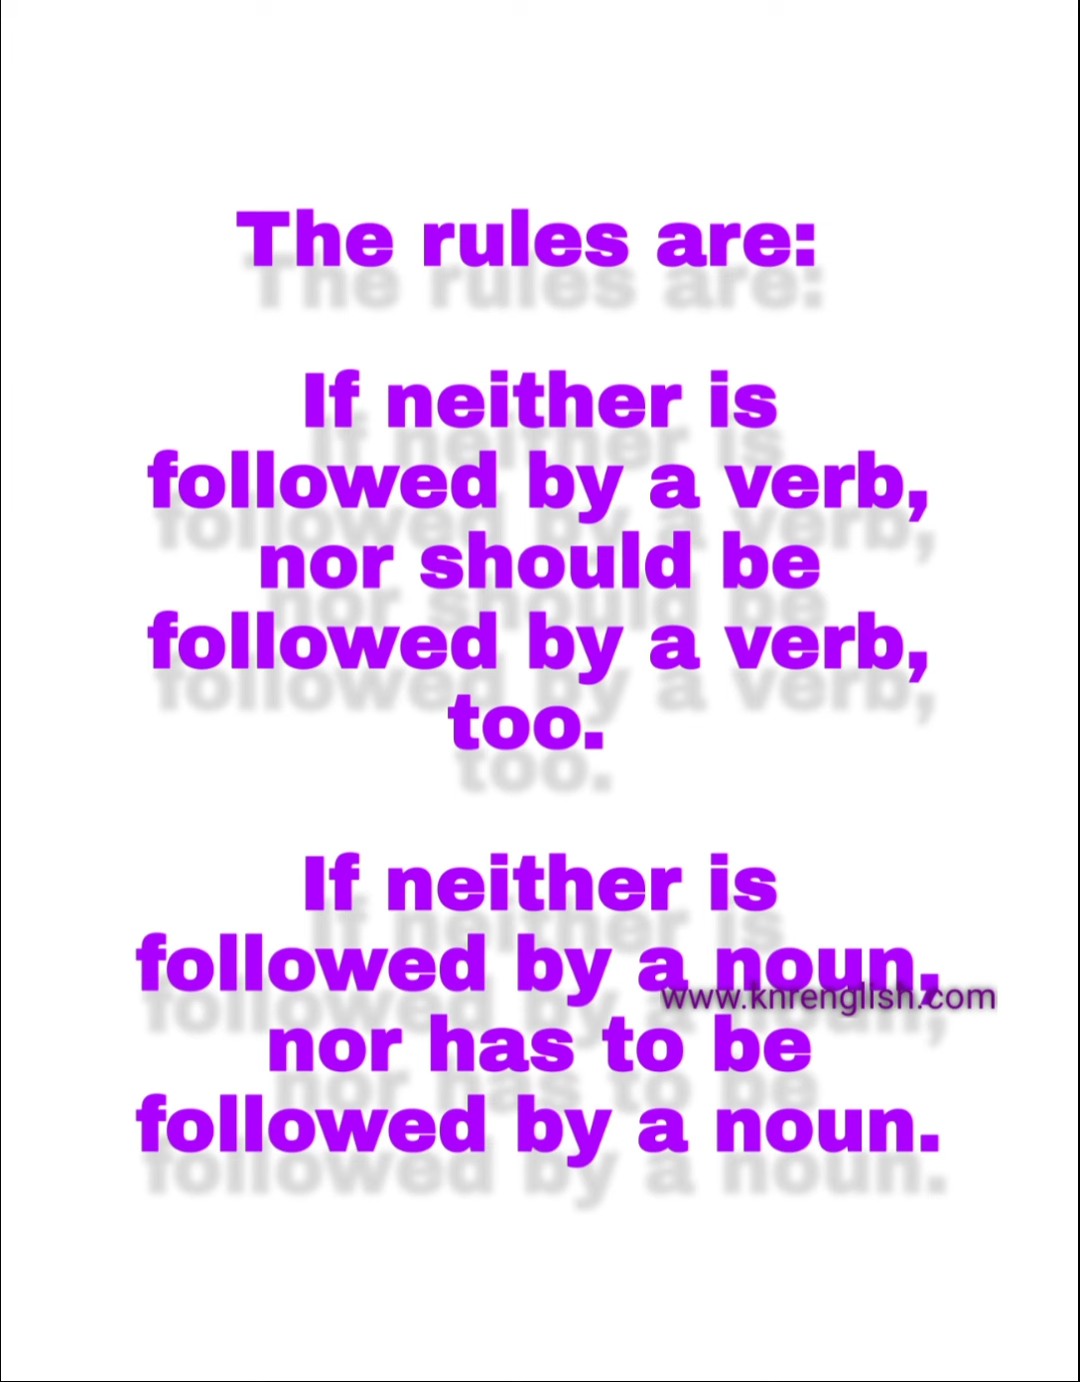 The rules are:
If neither is
followed by a verb,
nor should be
followed by a verb,
too.
If neither is
followed by a noun,
www.knrenglish.com
nor has to be
followed by a noun.